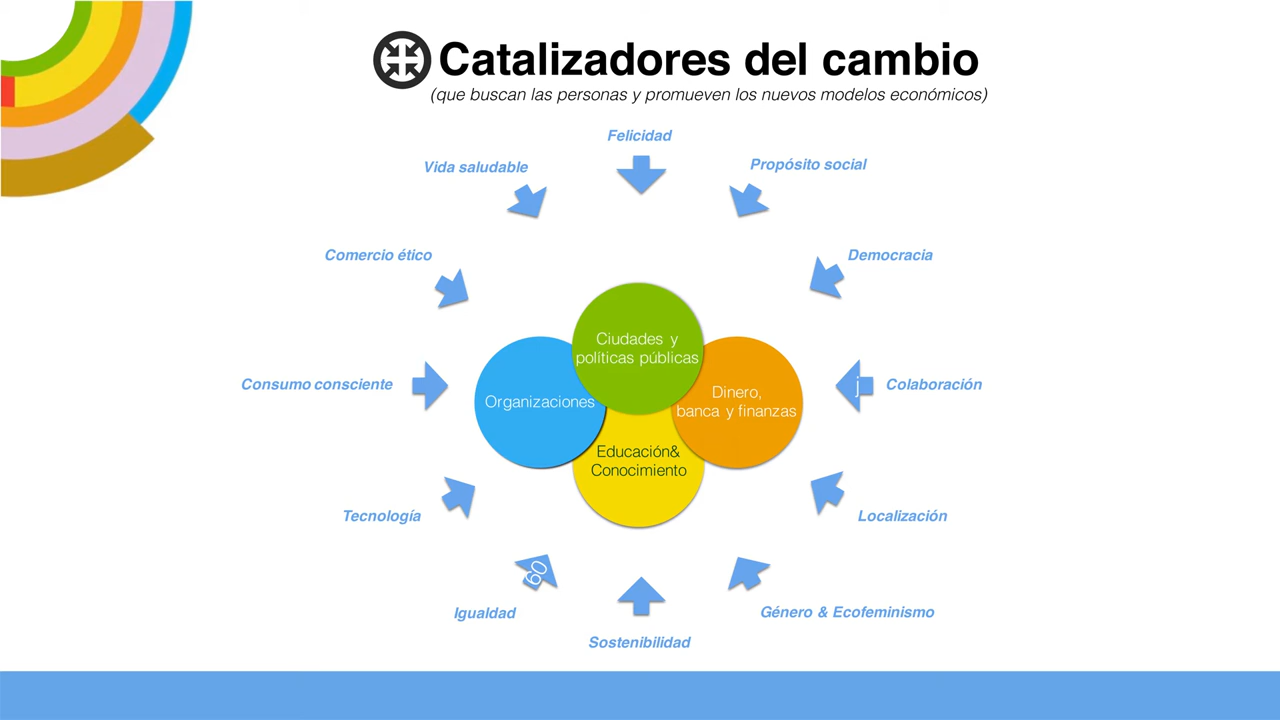 Catalizadores del cambio
(que buscan las personas y promueven los nuevos modelos económicos)
Felicidad
Vida saludable
Propósito social
Comercio ético
Democracia
Ciudades y
políticas públicas
Consumo consciente
Organizaciones
Dinero,
banca y finanzas
j
Colaboración
Educación&
Conocimiento
Tecnología
Localización
60
Igualdad
Género & Ecofeminismo
Sostenibilidad